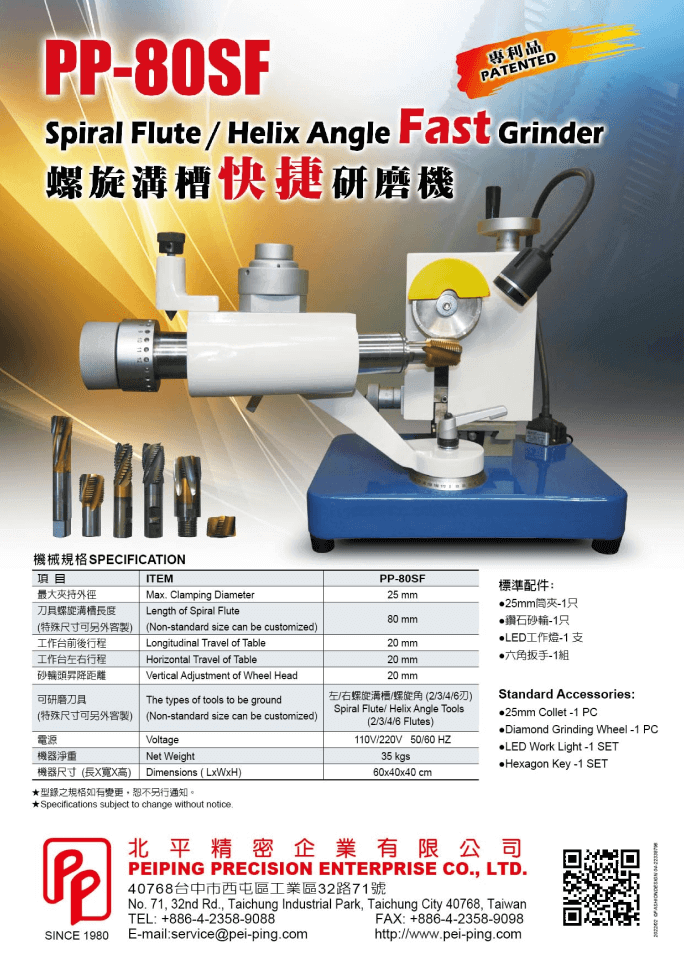 PP-80SF
專利品
PATENTED
Spiral Flute / Helix Angle Fast Grinder
螺旋溝槽快捷研磨機
機械規格SPECIFICATION
項 目 ITEM PP-80SF
最大夾持外徑 Max. Clamping Diameter 25 mm
刀具螺旋溝槽長度 Length of Spiral Flute 80 mm
(特殊尺寸可另外客製) (Non-standard size can be customized)
工作台前後行程 Longitudinal Travel of Table 20 mm
工作台左右行程 Horizontal Travel of Table 20 mm
砂輪頭昇降距離 Vertical Adjustment of Wheel Head 20 mm
可研磨刀具 The types of tools to be ground 左/右螺旋溝槽/螺旋角 (2/3/4/6刃)
(特殊尺寸可另外客製) (Non-standard size can be customized) Spiral Flute/ Helix Angle Tools
(2/3/4/6 Flutes)
電源 Voltage 110V/220V 50/60 HZ
機器淨重 Net Weight 35 kgs
機器尺寸 (長X寬X高) Dimensions ( LxWxH) 60x40x40 cm
★型錄之規格如有變更，恕不另行通知。
★Specifications subject to change without notice.
標準配件:
●25mm筒夾-1只
●鑽石砂輪-1只
●LED工作燈-1 支
●六角扳手-1組
Standard Accessories:
●25mm Collet -1 PC
●Diamond Grinding Wheel -1 PC
●LED Work Light -1 SET
●Hexagon Key -1 SET
PP
SINCE 1980
北平精密企業有限公司
PEIPING PRECISION ENTERPRISE CO., LTD.
40768台中市西屯區工業區32路71號
No. 71, 32nd Rd., Taichung Industrial Park, Taichung City 40768, Taiwan
TEL: +886-4-2358-9088 FAX: +886-4-2358-9098
E-mail:service@pei-ping.com http://www.pei-ping.com